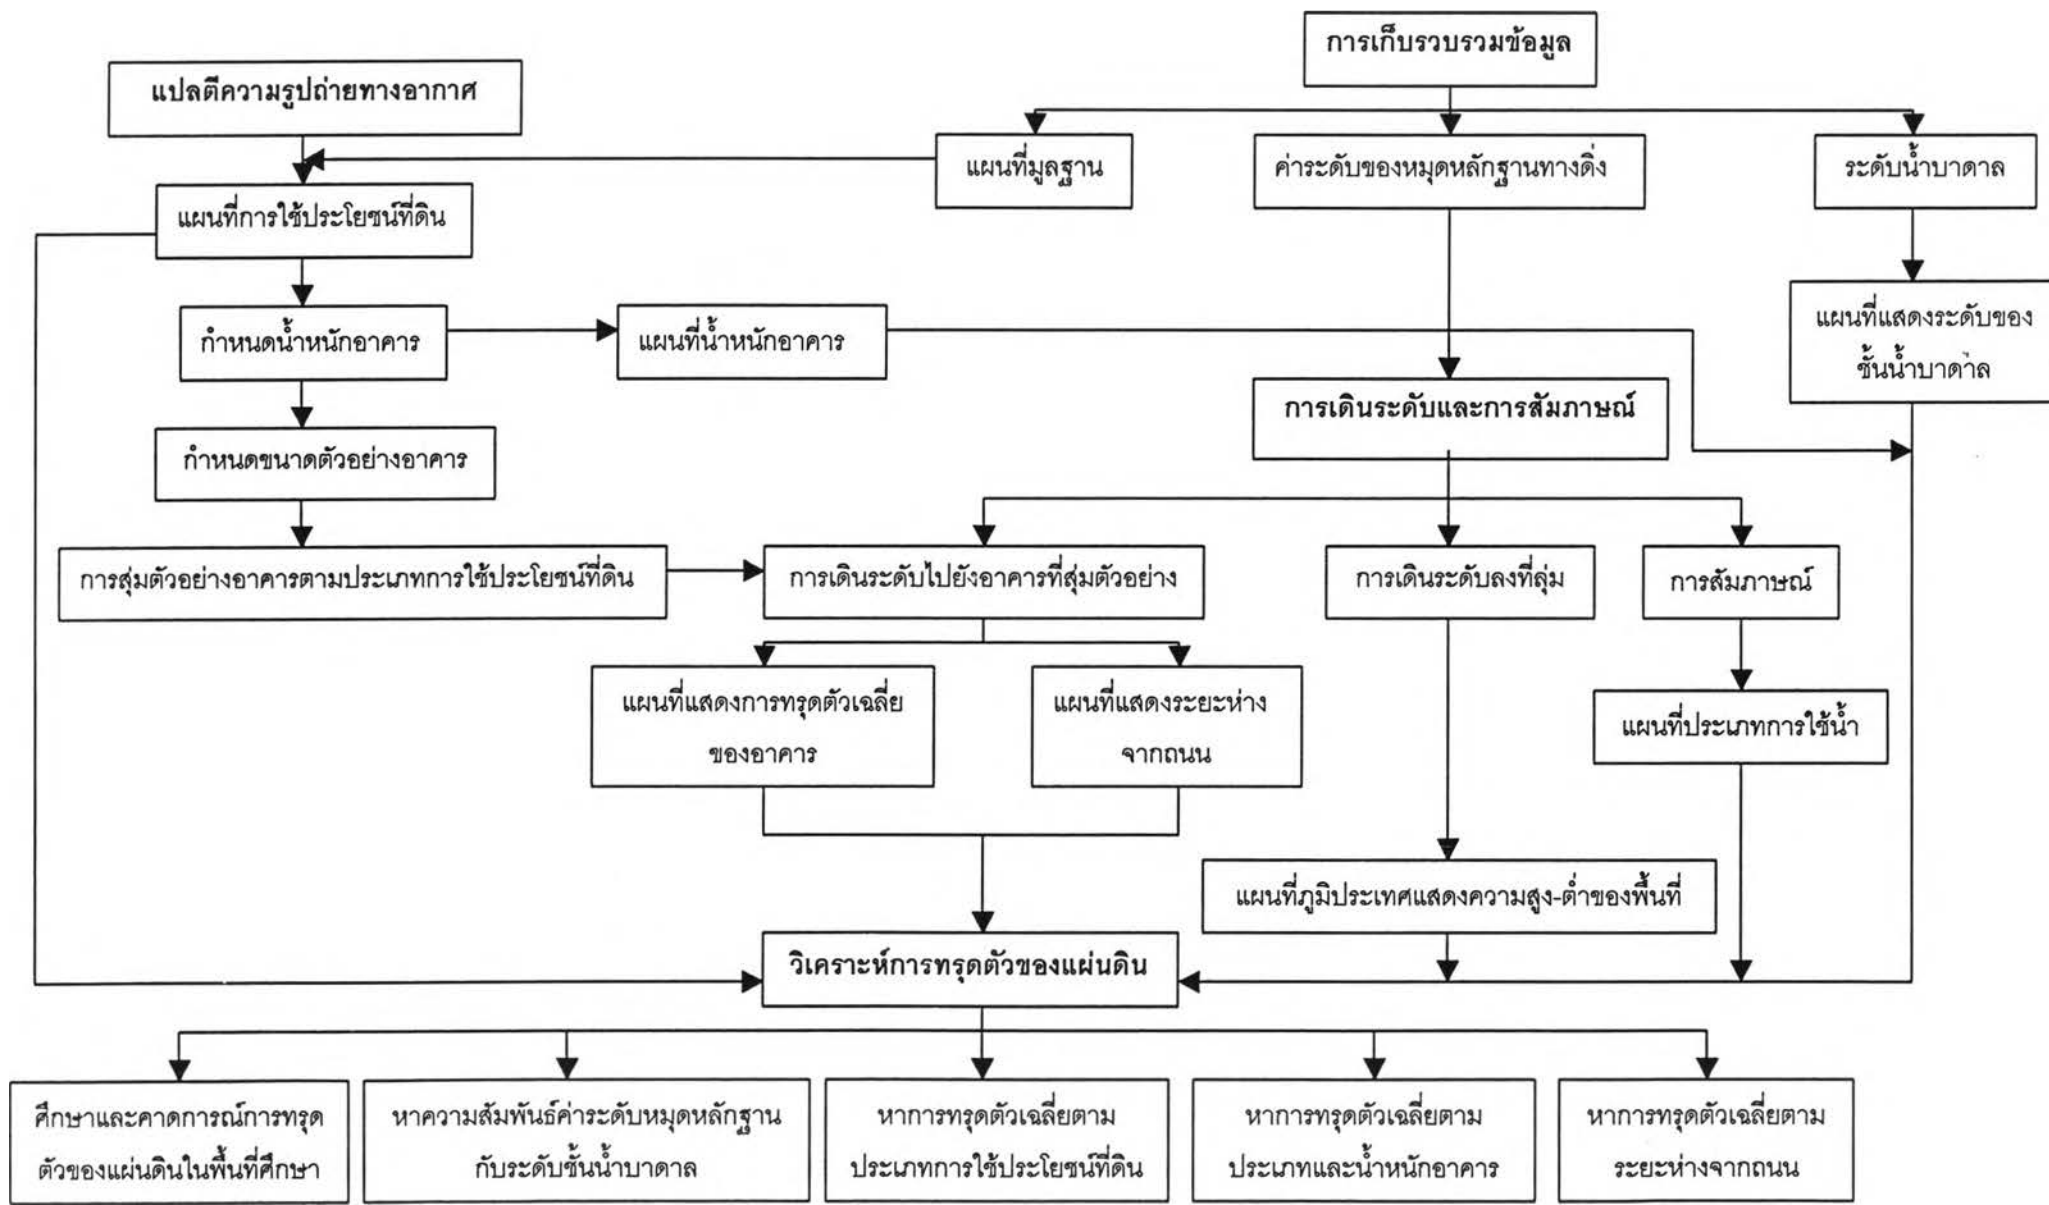 การเก็บรวบรวมข้อมูล
แปลตีความรูปถ่ายทางอากาศ
แผนที่มูลฐาน
ค่าระดับของหมุดหลักฐานทางดิ่ง
ระดับน้ำบาดาล
แผนที่การใช้ประโยชน์ที่ดิน
กำหนดน้ำหนักอาคาร
แผนที่น้ำหนักอาคาร
แผนที่แสดงระดับของ
ชั้นน้ำบาดาล
การเดินระดับและการสัมภาษณ์
กำหนดขนาดตัวอย่างอาคาร
การสุ่มตัวอย่างอาคารตามประเภทการใช้ประโยชน์ที่ดิน
การเดินระดับไปยังอาคารที่สุ่มตัวอย่าง
การเดินระดับลงที่ลุ่ม
การสัมภาษณ์
แผนที่แสดงการทรุดตัวเฉลี่ย
ของอาคาร
แผนที่แสดงระยะห่าง
จากถนน
แผนที่ประเภทการใช้น้ำ
แผนที่ภูมิประเทศแสดงความสูง-ต่ำของพื้นที่
วิเคราะห์การทรุดตัวของแผ่นดิน
ศึกษาและคาดการณ์การทรุด
ตัวของแผ่นดินในพื้นที่ศึกษา
หาความสัมพันธ์ค่าระดับหมุดหลักฐาน
กับระดับชั้นน้ำบาดาล
หาการทรุดตัวเฉลี่ยตาม
ประเภทการใช้ประโยชน์ที่ดิน
หาการทรุดตัวเฉลี่ยตาม
ประเภทและน้ำหนักอาคาร
หาการทรุดตัวเฉลี่ยตาม
ระยะห่างจากถนน